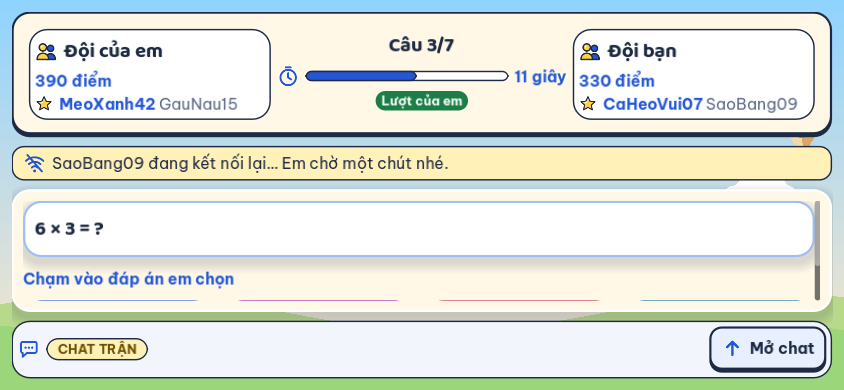 Đội của em
390 điểm
MeoXanh42 GauNau15
Câu 3/7
11 giây
Lượt của em
Đội bạn
330 điểm
CaHeoVui07 SaoBang09
SaoBang09 đang kết nối lại... Em chờ một chút nhé.
6 × 3 = ?
Chạm vào đáp án em chọn
CHAT TRẬN
Mở chat